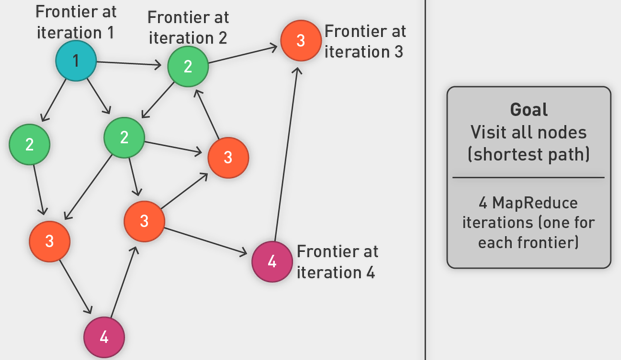 Frontier at
iteration 1
Frontier at
iteration 2
Frontier at
iteration 3
1
2
3
2
2
3
3
3
4
Frontier at
iteration 4
4
Goal
Visit all nodes
(shortest path)
4 MapReduce
iterations (one for
each frontier)